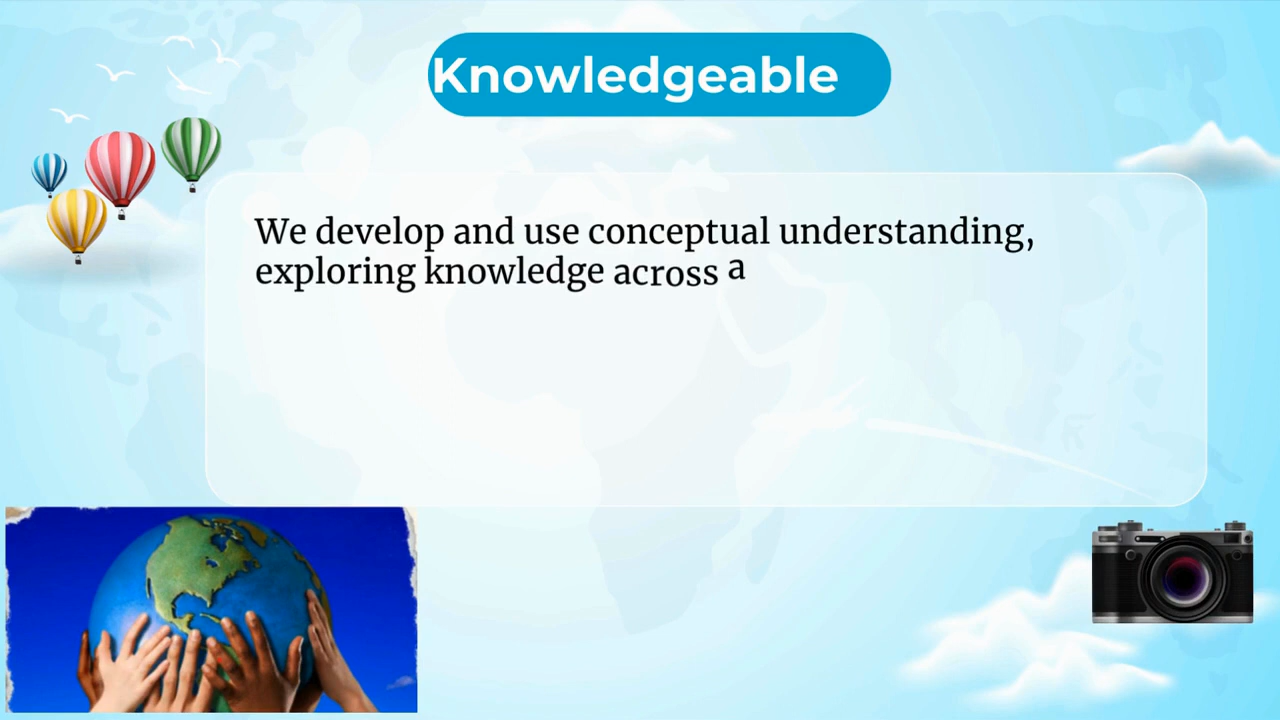 Knowledgeable
We develop and use conceptual understanding,
exploring knowledge across a